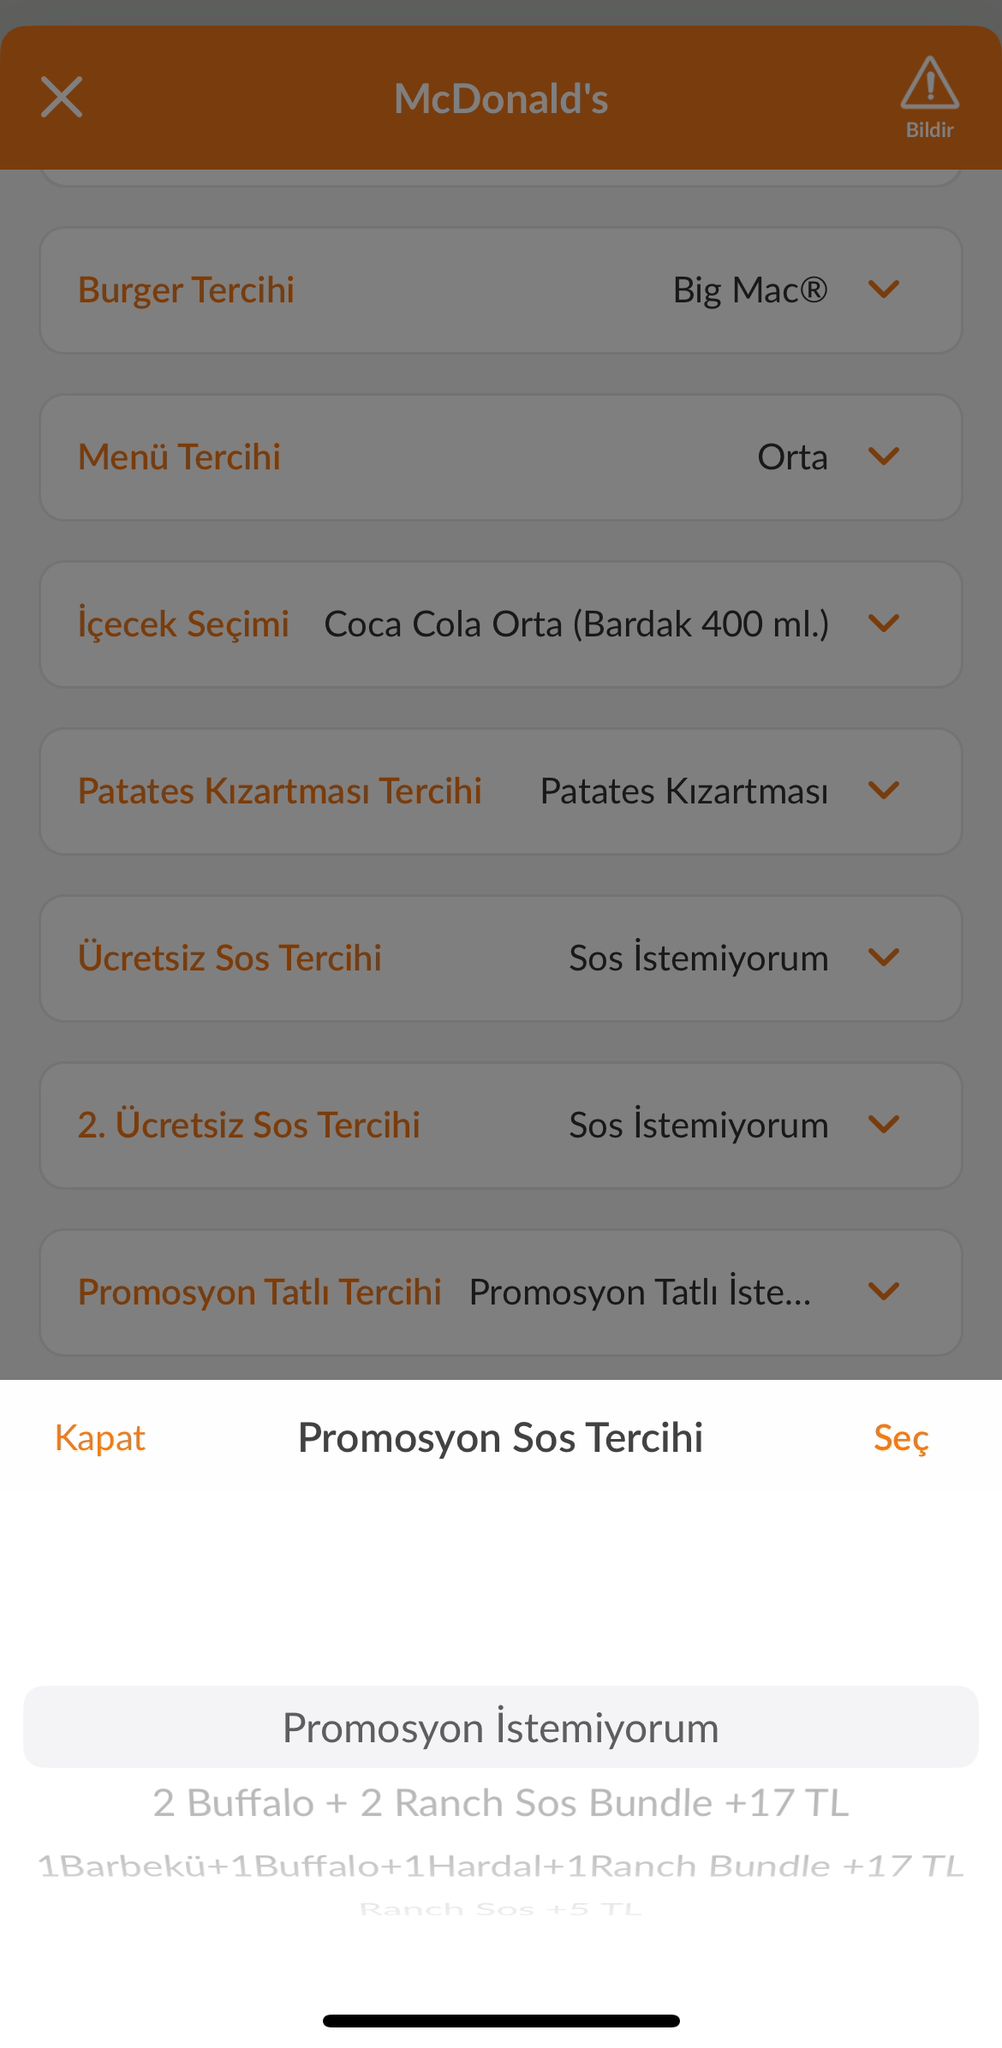 McDonald's
Bildir
Burger Tercihi Big Mac®
Menü Tercihi Orta
İçecek Seçimi Coca Cola Orta (Bardak 400 ml.)
Patates Kızartması Tercihi Patates Kızartması
Ücretsiz Sos Tercihi Sos İstemiyorum
2. Ücretsiz Sos Tercihi Sos İstemiyorum
Promosyon Tatlı Tercihi Promosyon Tatlı İste...
Kapat Promosyon Sos Tercihi Seç
Promosyon İstemiyorum
2 Buffalo + 2 Ranch Sos Bundle +17 TL
1Barbekü+1Buffalo+1Hardal+1Ranch Bundle +17 TL
Ranch Sos +5 TL